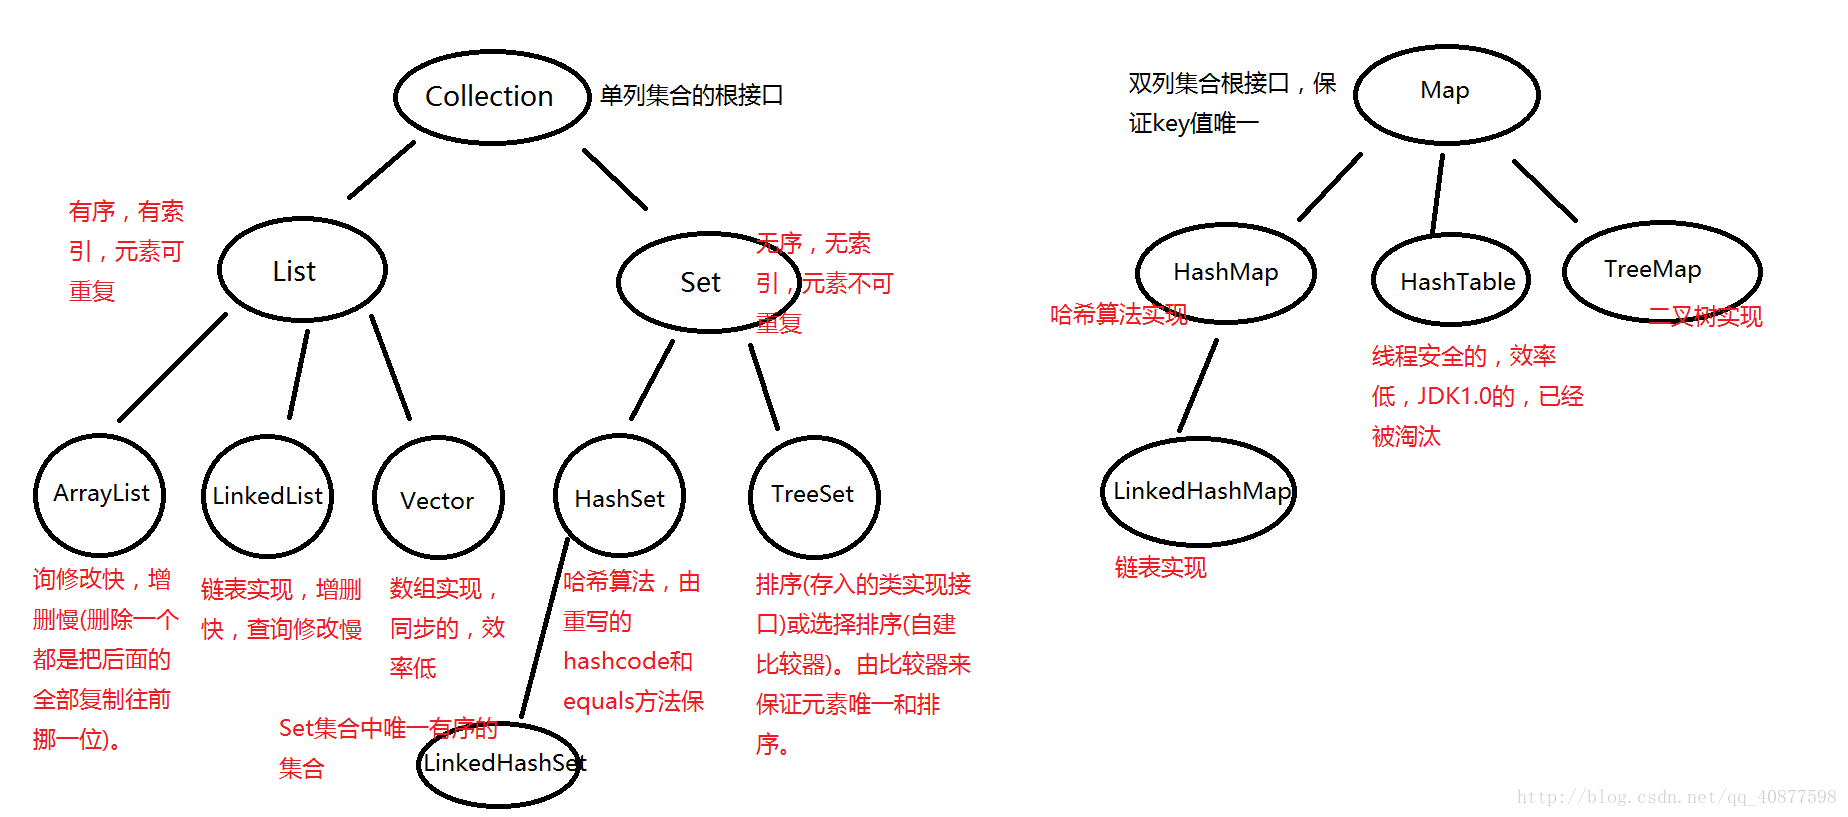 Collection
单列集合的根接口
有序，有索
引，元素可
重复
List
无序，无索
引，元素不可
重复
Set
ArrayList
LinkedList
Vector
HashSet
TreeSet
询修改快，增
删慢(删除一个
都是把后面的
全部复制往前
挪一位)。
链表实现，增删
快，查询修改慢
数组实现，
同步的，效
率低
哈希算法，由
重写的
hashcode和
equals方法保
排序(存入的类实现接
口)或选择排序(自建
比较器)。由比较器来
保证元素唯一和排
序。
Set集合中唯一有序的
集合
LinkedHashSet
双列集合根接口，保
证key值唯一
Map
HashMap
哈希算法实现
HashTable
线程安全的，效率
低，JDK1.0的，已经
被淘汰
TreeMap
二叉树实现
LinkedHashMap
链表实现
http://blog.csdn.net/qq_40877598